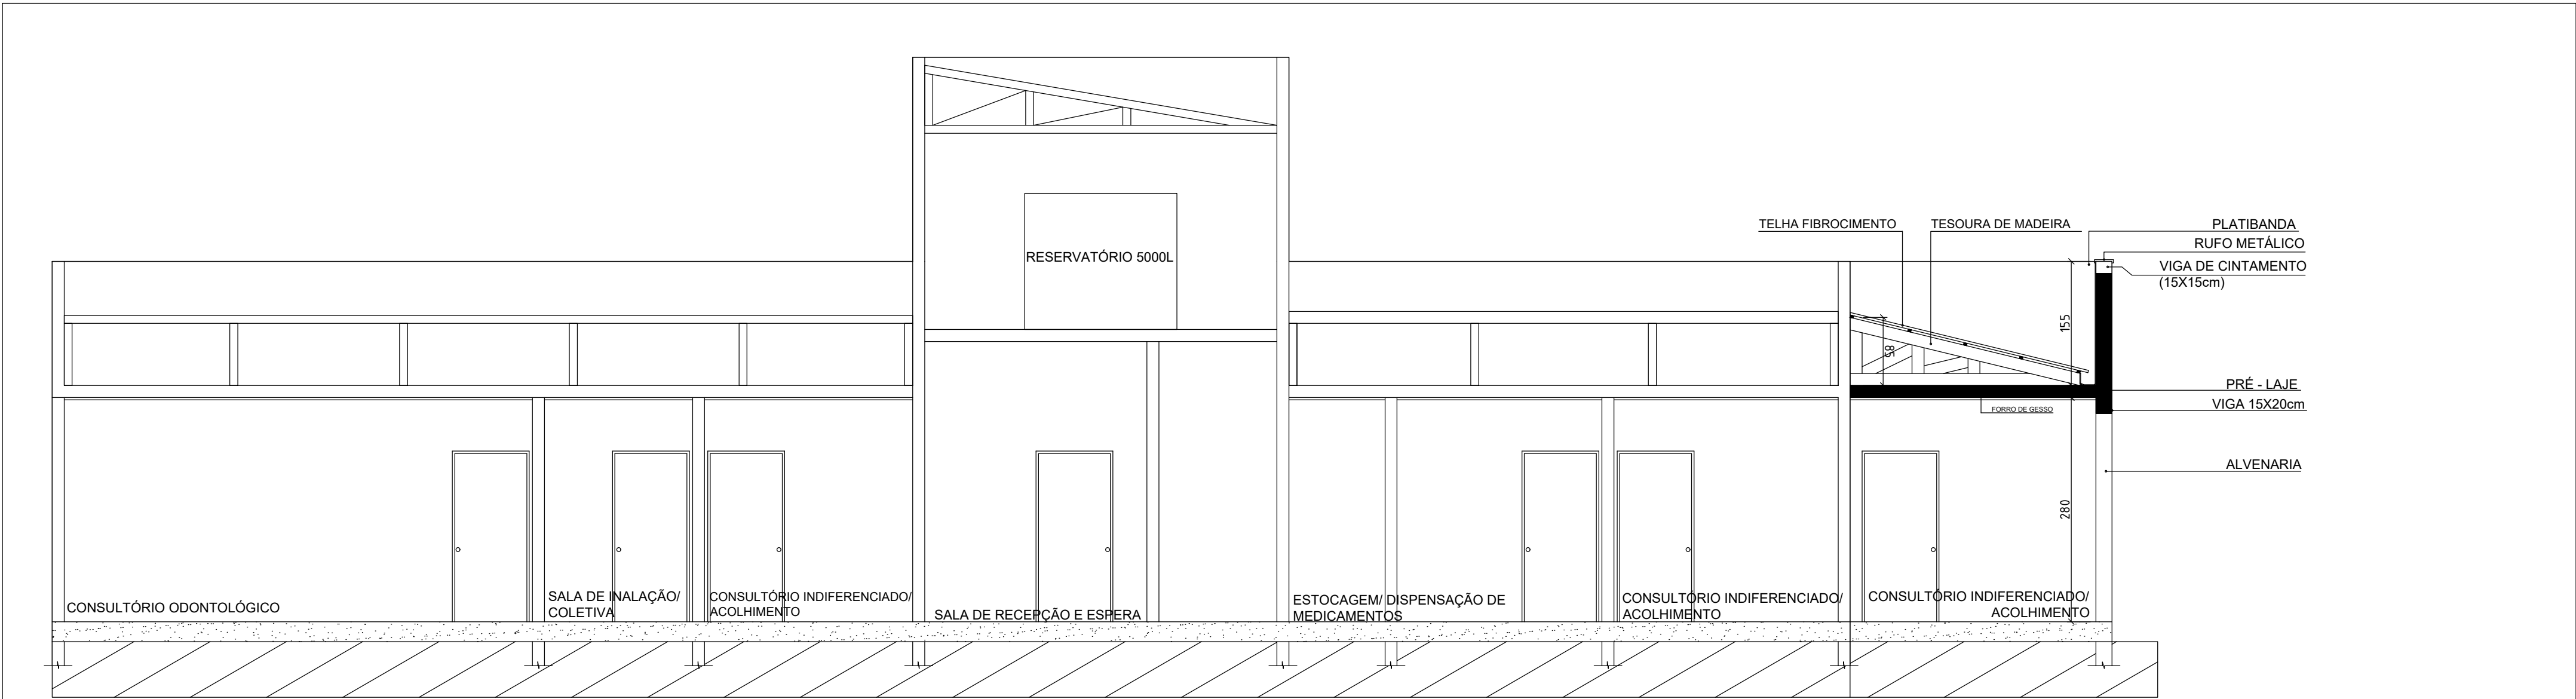 RESERVATÓRIO 5000L
TELHA FIBROCIMENTO
TESOURA DE MADEIRA
PLATIBANDA
RUFO METÁLICO
VIGA DE CINTAMENTO
(15X15cm)
155
58
PRÉ - LAJE
VIGA 15X20cm
FORRO DE GESSO
ALVENARIA
280
CONSULTÓRIO ODONTOLÓGICO
SALA DE INALAÇÃO/
COLETIVA
CONSULTÓRIO INDIFERENCIADO/
ACOLHIMENTO
SALA DE RECEPÇÃO E ESPERA
ESTOCAGEM/ DISPENSAÇÃO DE
MEDICAMENTOS
CONSULTÓRIO INDIFERENCIADO/
ACOLHIMENTO
CONSULTÓRIO INDIFERENCIADO/
ACOLHIMENTO